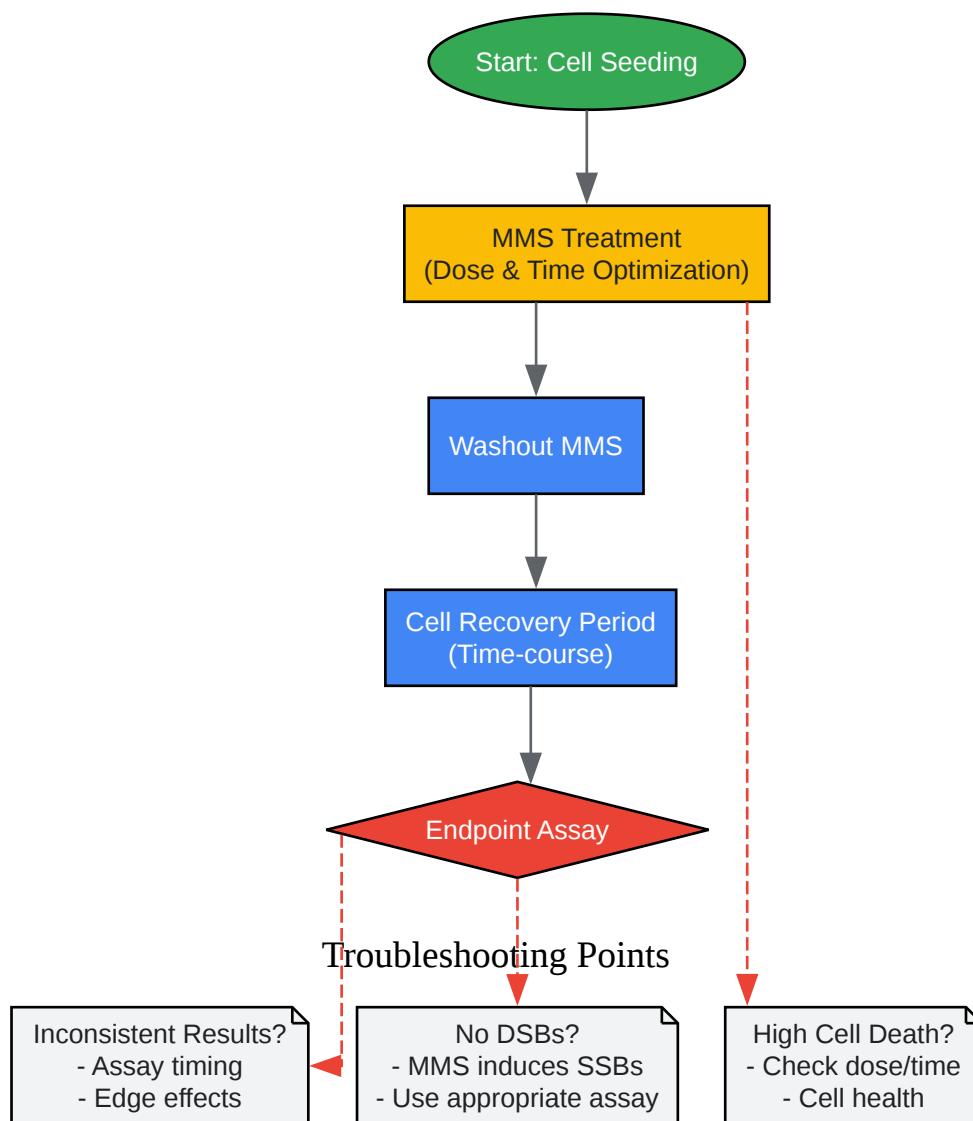 Start: Cell Seeding
MMS Treatment
(Dose & Time Optimization)
Washout MMS
Cell Recovery Period
(Time-course)
Endpoint Assay
Troubleshooting Points
Inconsistent Results?
- Assay timing
- Edge effects
No DSBs?
- MMS induces SSBs
- Use appropriate assay
High Cell Death?
- Check dose/time
- Cell health